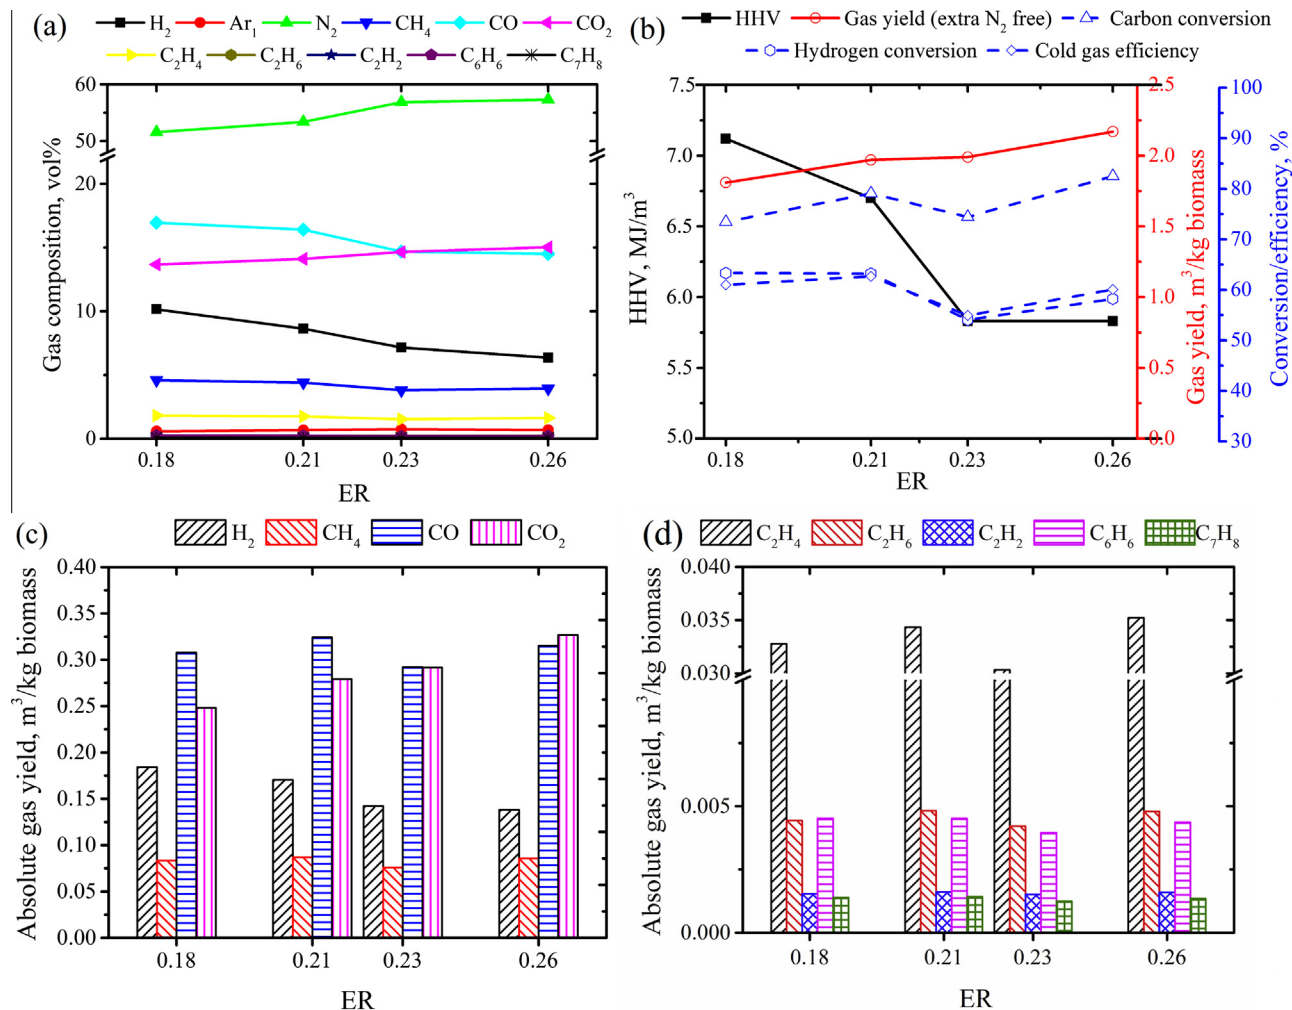 (a)
H2 Ar1 N2 CH4 CO CO2
C2H4 C2H6 C2H2 C6H6 C7H8
Gas composition, vol%
60
50
20
10
0
0.18 0.21 0.23 0.26
ER
(b)
HHV Gas yield (extra N2 free) Carbon conversion
Hydrogen conversion Cold gas efficiency
HHV, MJ/m3
7.5
7.0
6.5
6.0
5.5
5.0
0.18 0.21 0.23 0.26
ER
2.5
2.0
1.5
1.0
0.5
0.0
Gas yield, m3/kg biomass
100
90
80
70
60
50
40
30
Conversion/efficiency, %
(c)
H2 CH4 CO CO2
Absolute gas yield, m3/kg biomass
0.40
0.35
0.30
0.25
0.20
0.15
0.10
0.05
0.00
0.18 0.21 0.23 0.26
ER
(d)
C2H4 C2H6 C2H2 C6H6 C7H8
Absolute gas yield, m3/kg biomass
0.040
0.035
0.030
0.005
0.000
0.18 0.21 0.23 0.26
ER